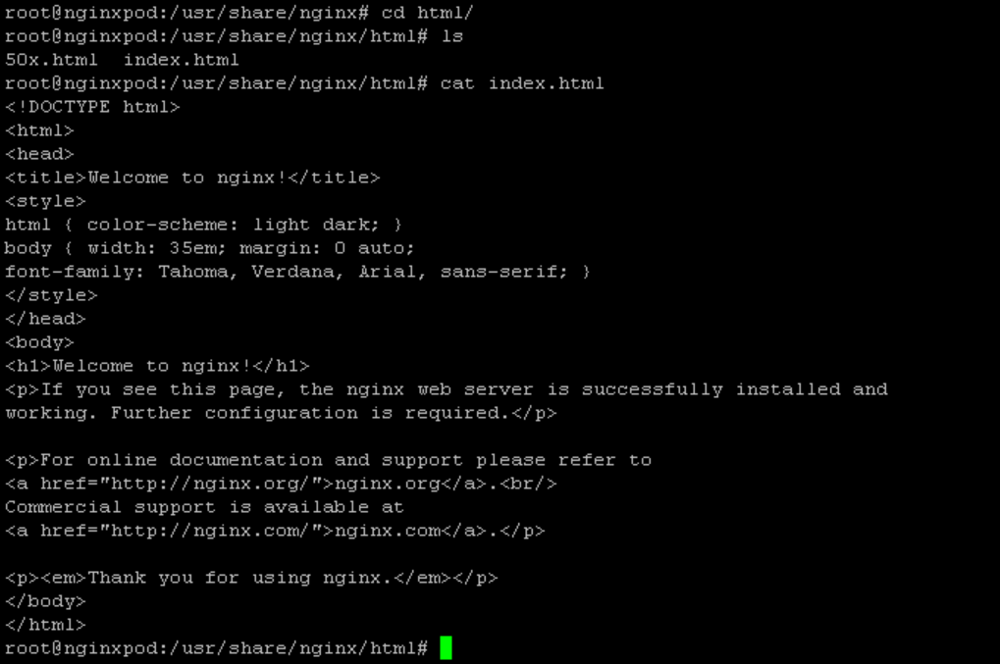 root@nginxpod:/usr/share/nginx# cd html/
root@nginxpod:/usr/share/nginx/html# ls
50x.html  index.html
root@nginxpod:/usr/share/nginx/html# cat index.html
<!DOCTYPE html>
<html>
<head>
<title>Welcome to nginx!</title>
<style>
html { color-scheme: light dark; }
body { width: 35em; margin: 0 auto;
font-family: Tahoma, Verdana, Arial, sans-serif; }
</style>
</head>
<body>
<h1>Welcome to nginx!</h1>
<p>If you see this page, the nginx web server is successfully installed and
working. Further configuration is required.</p>

<p>For online documentation and support please refer to
<a href="http://nginx.org/">nginx.org</a>.<br/>
Commercial support is available at
<a href="http://nginx.com/">nginx.com</a>.</p>

<p><em>Thank you for using nginx.</em></p>
</body>
</html>
root@nginxpod:/usr/share/nginx/html#